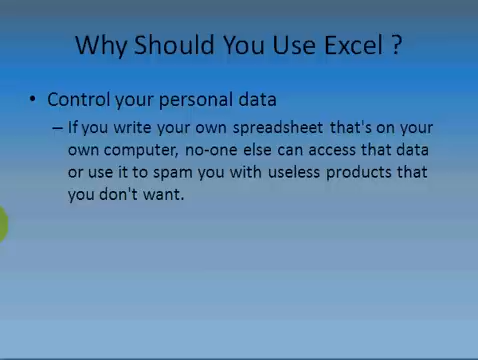 Why Should You Use Excel ?
• Control your personal data
– If you write your own spreadsheet that's on your
own computer, no-one else can access that data
or use it to spam you with useless products that
you don't want.